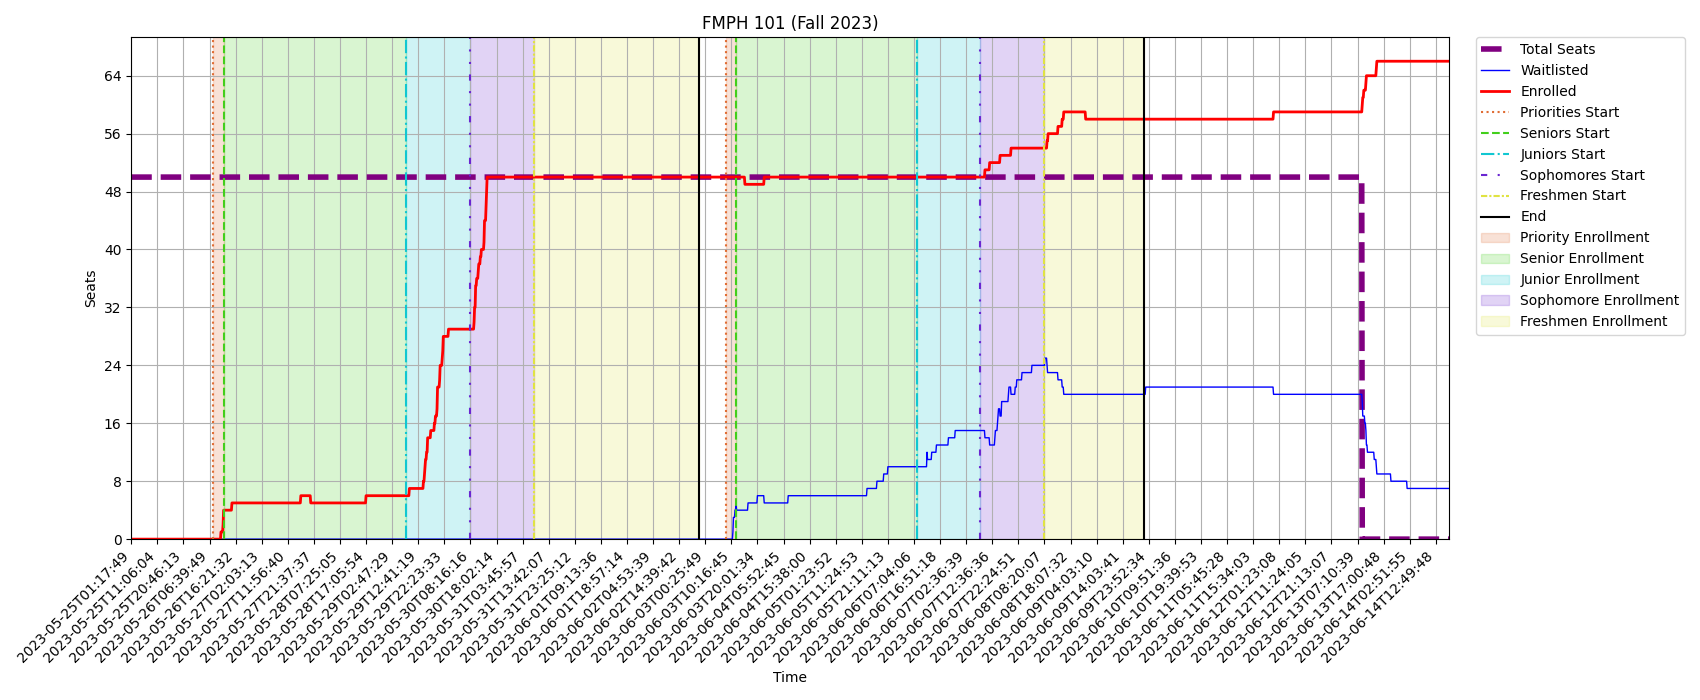 FMPH 101 (Fall 2023)
Seats
64
56
48
40
32
24
16
8
0
2023-05-25T01:17:49
2023-05-25T11:06:04
2023-05-25T20:46:13
2023-05-26T06:39:49
2023-05-26T16:21:32
2023-05-27T02:03:13
2023-05-27T11:56:40
2023-05-27T21:37:37
2023-05-28T07:25:05
2023-05-28T17:05:54
2023-05-29T02:47:29
2023-05-29T12:41:19
2023-05-29T22:23:33
2023-05-30T08:16:16
2023-05-30T18:02:14
2023-05-31T03:45:57
2023-05-31T13:42:07
2023-05-31T23:25:12
2023-06-01T09:13:36
2023-06-01T18:57:14
2023-06-02T04:53:39
2023-06-02T14:39:42
2023-06-03T00:25:49
2023-06-03T10:16:45
2023-06-03T20:01:34
2023-06-04T05:52:45
2023-06-04T15:38:00
2023-06-05T01:23:52
2023-06-05T11:24:53
2023-06-05T21:11:13
2023-06-06T07:04:06
2023-06-06T16:51:18
2023-06-07T02:36:39
2023-06-07T12:36:36
2023-06-07T22:24:51
2023-06-08T08:20:07
2023-06-08T18:07:32
2023-06-09T04:03:10
2023-06-09T14:03:41
2023-06-09T23:52:34
2023-06-10T09:51:36
2023-06-10T19:39:53
2023-06-11T05:45:28
2023-06-11T15:34:03
2023-06-12T01:23:08
2023-06-12T11:24:05
2023-06-12T21:13:07
2023-06-13T07:10:39
2023-06-13T17:00:48
2023-06-14T02:51:55
2023-06-14T12:49:48
Time
Total Seats
Waitlisted
Enrolled
Priorities Start
Seniors Start
Juniors Start
Sophomores Start
Freshmen Start
End
Priority Enrollment
Senior Enrollment
Junior Enrollment
Sophomore Enrollment
Freshmen Enrollment